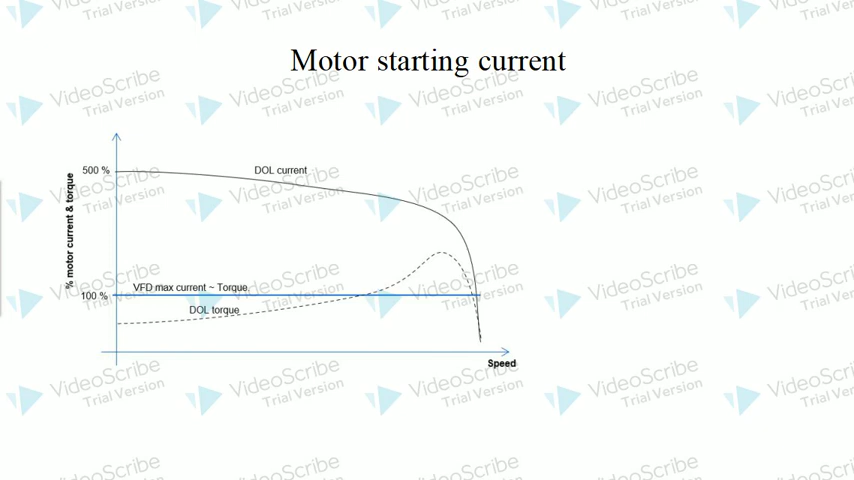 Motor starting current
500 %
DOL current
% motor current & torque
VFD max current ~ Torque
100 %
DOL torque
Speed
VideoScribe
Trial Version